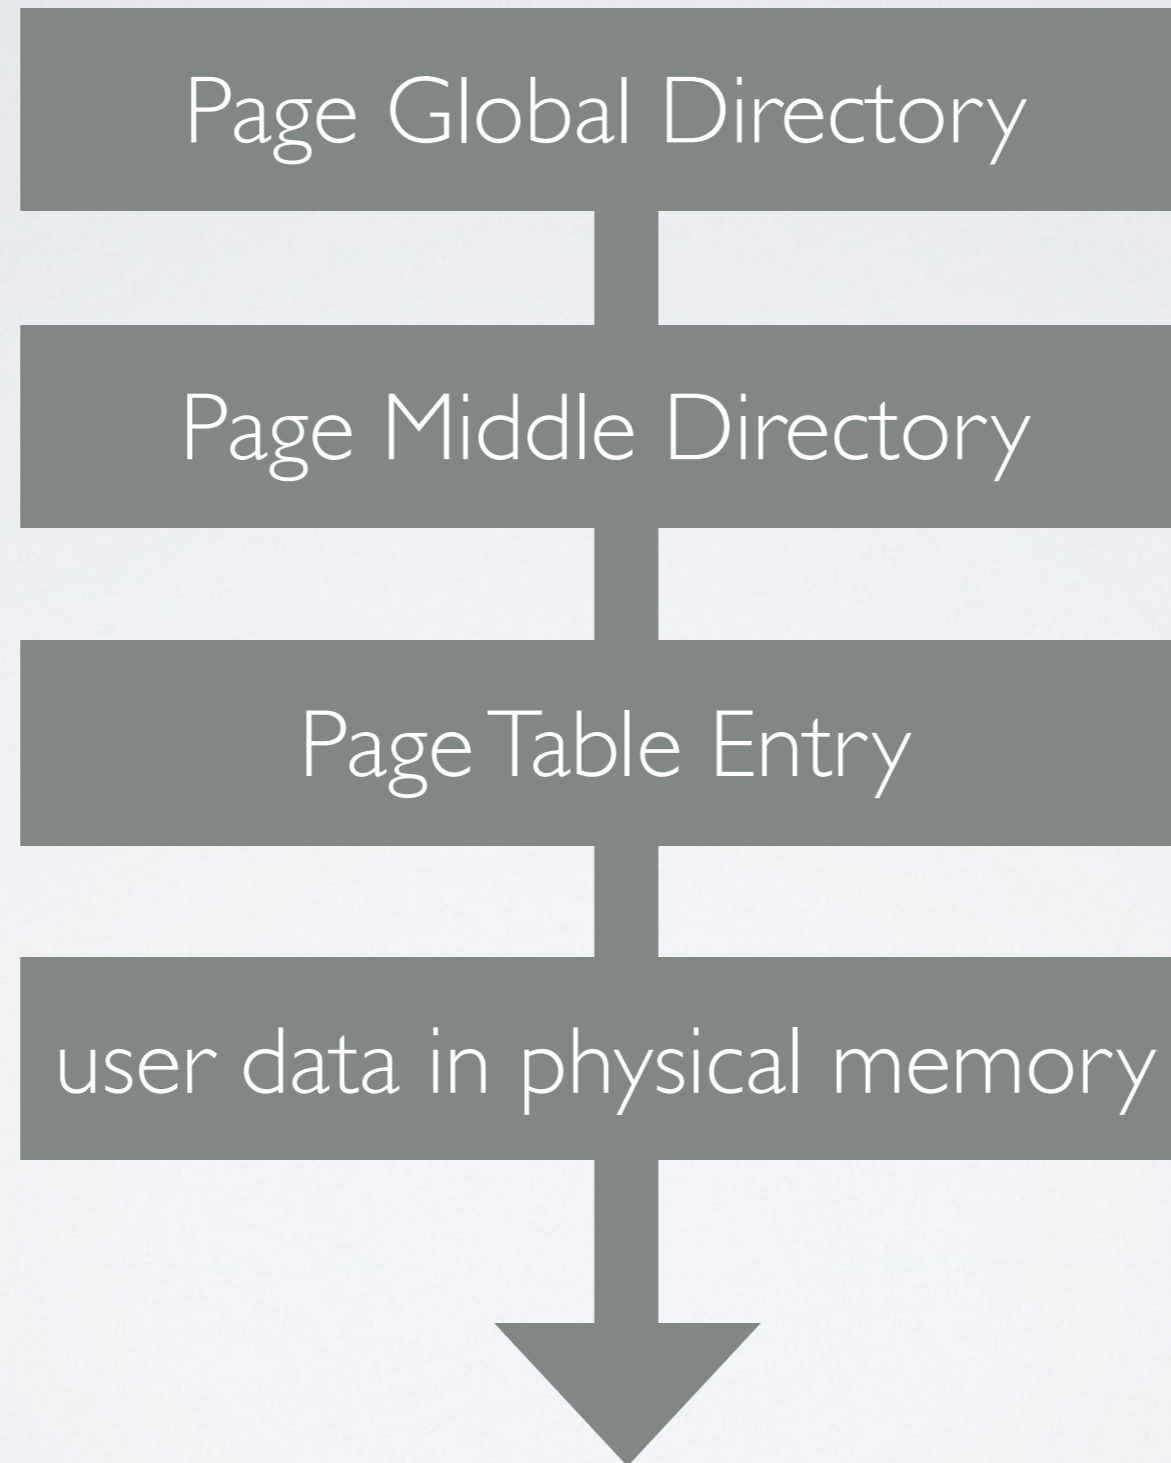 Page Global Directory
Page Middle Directory
Page Table Entry
user data in physical memory